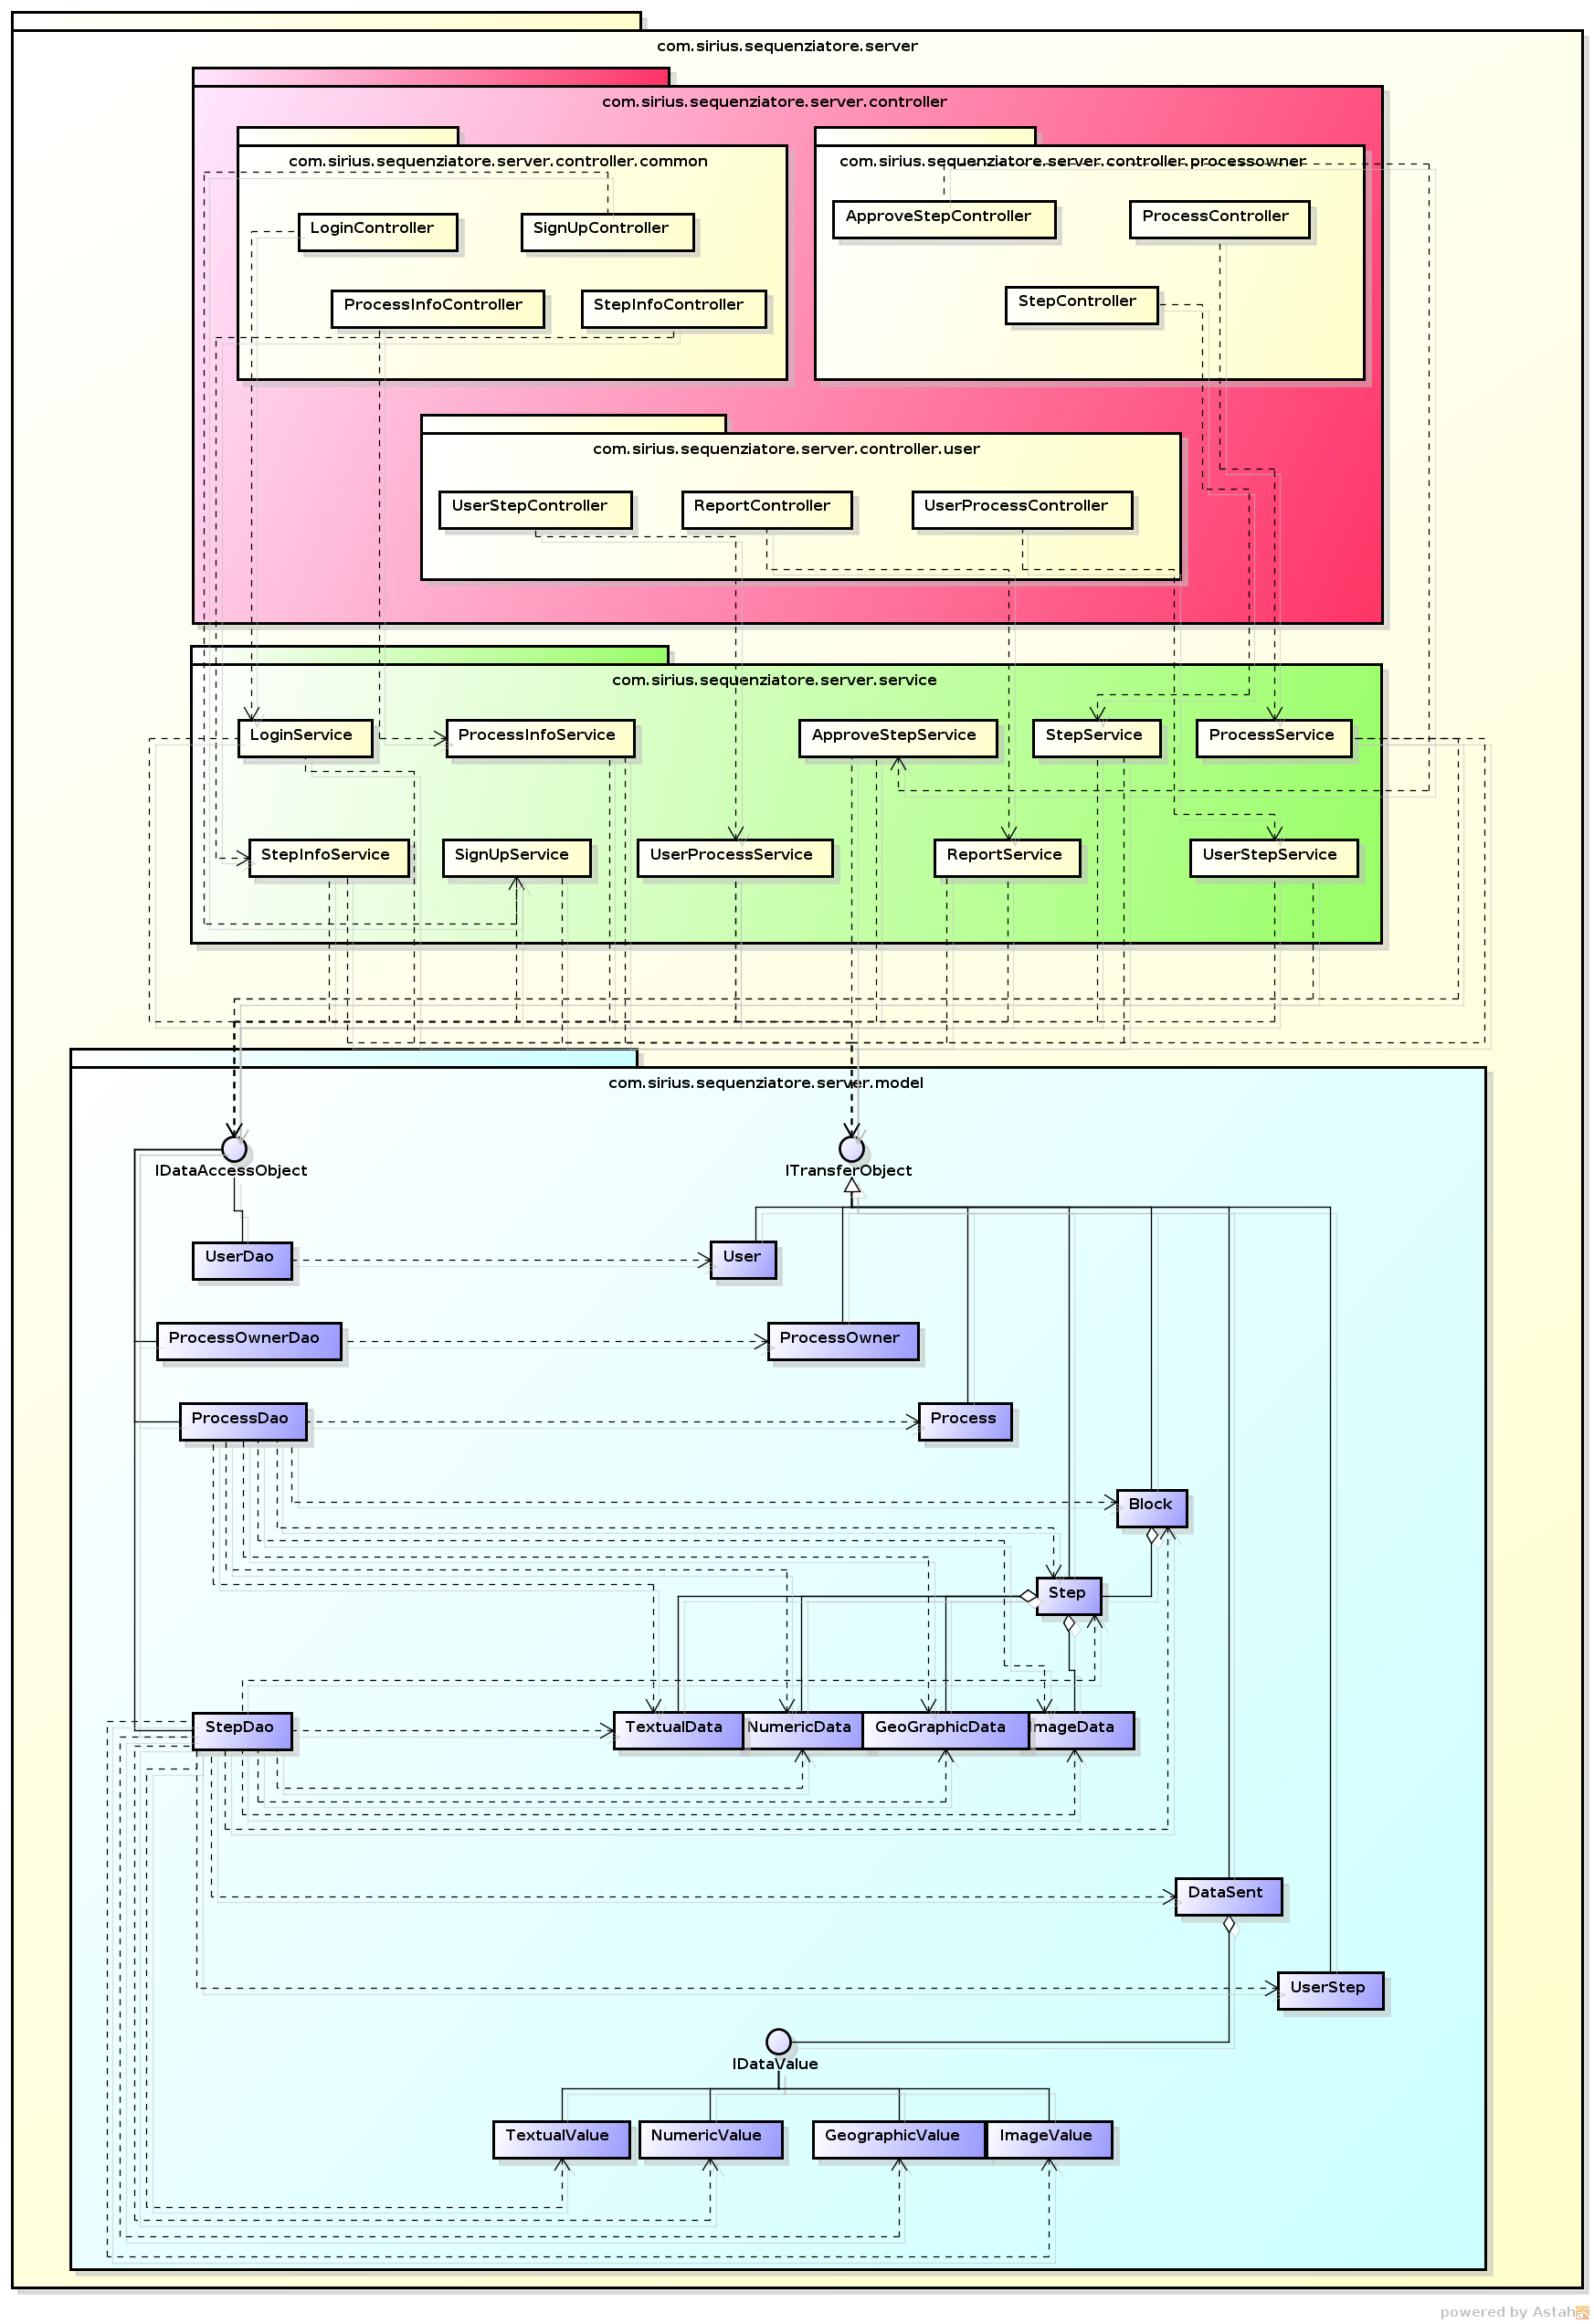 com.sirius.sequenziatore.server
com.sirius.sequenziatore.server.controller
com.sirius.sequenziatore.server.controller.common
com.sirius.sequenziatore.server.controller.processowner
LoginController
SignUpController
ApproveStepController
ProcessController
ProcessInfoController
StepInfoController
StepController
com.sirius.sequenziatore.server.controller.user
UserStepController
ReportController
UserProcessController
com.sirius.sequenziatore.server.service
LoginService
ProcessInfoService
ApproveStepService
StepService
ProcessService
StepInfoService
SignUpService
UserProcessService
ReportService
UserStepService
com.sirius.sequenziatore.server.model
IDataAccessObject
ITransferObject
UserDao
User
ProcessOwnerDao
ProcessOwner
ProcessDao
Process
Block
Step
StepDao
TextualData
NumericData
GeoGraphicData
ImageData
DataSent
UserStep
IDataValue
TextualValue
NumericValue
GeographicValue
ImageValue
powered by Astah